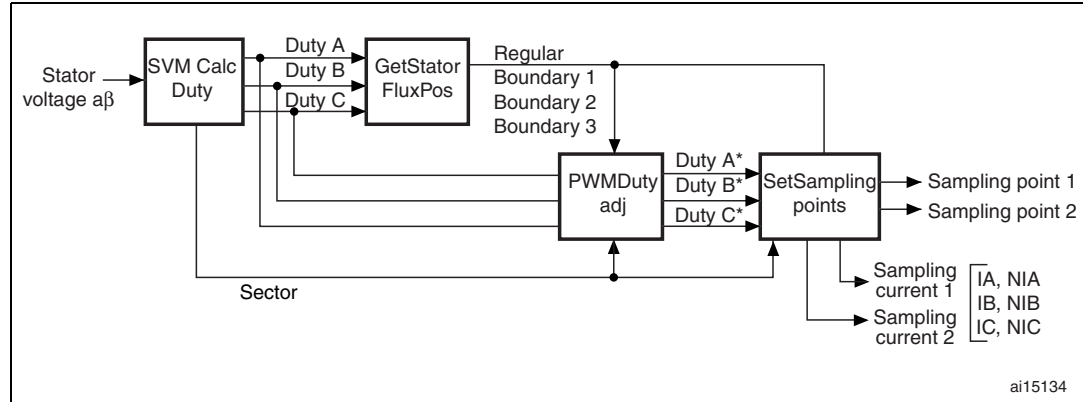 Stator
voltage aβ
SVM Calc
Duty
Duty A
Duty B
Duty C
GetStator
FluxPos
Regular
Boundary 1
Boundary 2
Boundary 3
PWMDuty
adj
Duty A*
Duty B*
Duty C*
SetSampling
points
Sampling point 1
Sampling point 2
Sector
Sampling
current 1
Sampling
current 2
IA, NIA
IB, NIB
IC, NIC
ai15134